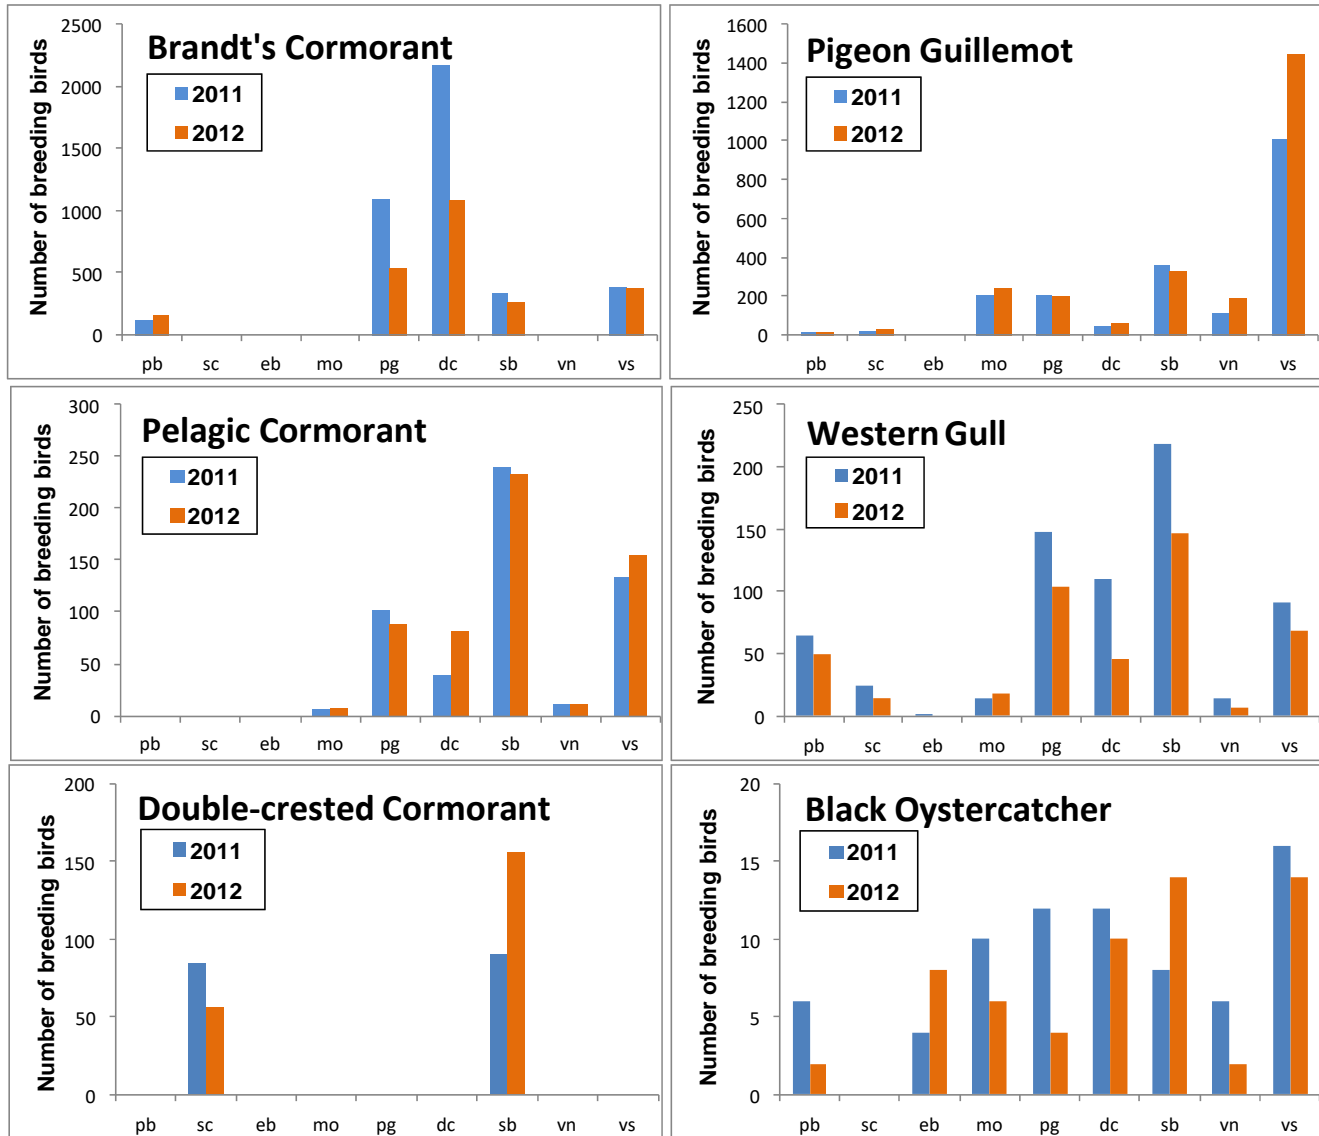 Brandt's Cormorant
2011
2012
Number of breeding birds
2500
2000
1500
1000
500
0
pb sc eb mo pg dc sb vn vs
Pigeon Guillemot
2011
2012
Number of breeding birds
1600
1400
1200
1000
800
600
400
200
0
pb sc eb mo pg dc sb vn vs
Pelagic Cormorant
2011
2012
Number of breeding birds
300
250
200
150
100
50
0
pb sc eb mo pg dc sb vn vs
Western Gull
2011
2012
Number of breeding birds
250
200
150
100
50
0
pb sc eb mo pg dc sb vn vs
Double-crested Cormorant
2011
2012
Number of breeding birds
200
150
100
50
0
pb sc eb mo pg dc sb vn vs
Black Oystercatcher
2011
2012
Number of breeding birds
20
15
10
5
0
pb sc eb mo pg dc sb vn vs